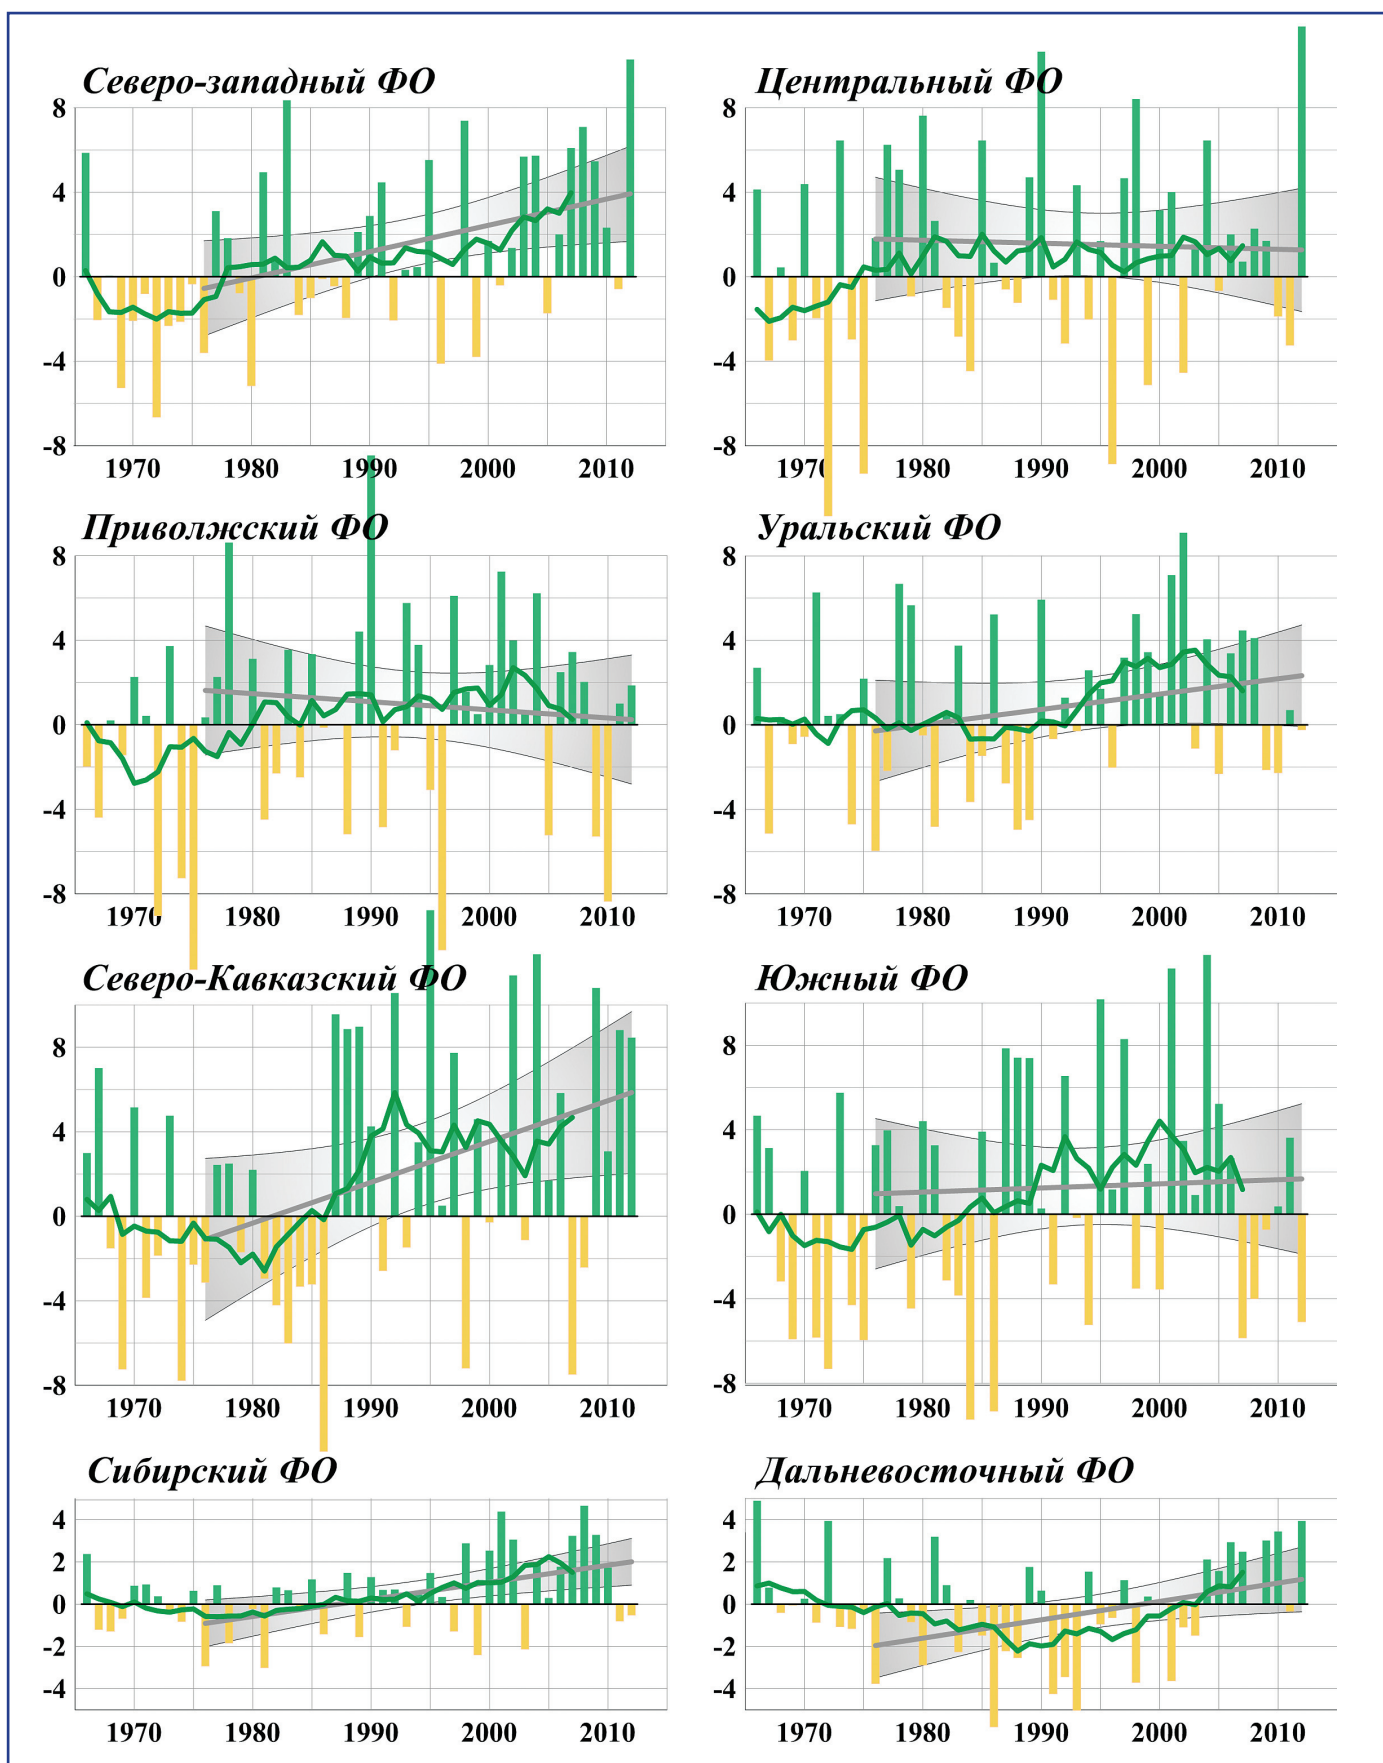 Северо-западный ФО
8
4
0
-4
-8
1970 1980 1990 2000 2010
Центральный ФО
8
4
0
-4
-8
1970 1980 1990 2000 2010
Приволжский ФО
8
4
0
-4
-8
1970 1980 1990 2000 2010
Уральский ФО
8
4
0
-4
-8
1970 1980 1990 2000 2010
Северо-Кавказский ФО
8
4
0
-4
-8
1970 1980 1990 2000 2010
Южный ФО
8
4
0
-4
-8
1970 1980 1990 2000 2010
Сибирский ФО
4
2
0
-2
-4
1970 1980 1990 2000 2010
Дальневосточный ФО
4
2
0
-2
-4
1970 1980 1990 2000 2010